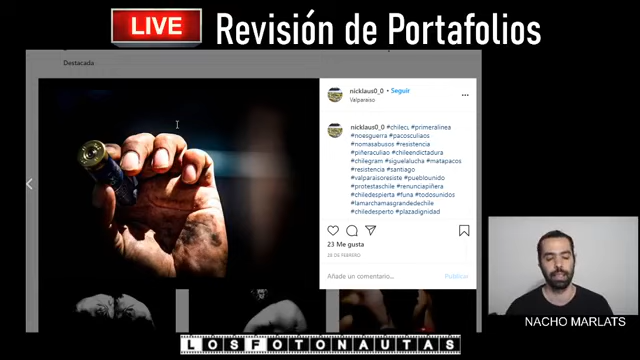 LIVE
Revisión de Portafolios
Destacada
nicklaus0_0 • Seguir
Valparaíso
nicklaus0_0 #chileci, #primeralinea
#noesguerra #pacosculiaos
#nomasabusos #resistencia
#piñeraculiao #chileendictadura
#chilegram #siguelalucha #matapacos
#resistencia #santiago
#valparaisoresiste #pueblounido
#protestaschile #renunciapiñera
#chiledespierta #funa #todosunidos
#lamarchamasgrandedechile
#chiledesperto #plazadignidad
23 Me gusta
28 DE FEBRERO
Añade un comentario...
Publicar
NACHO MARLATS
LOSFOTONAUTAS